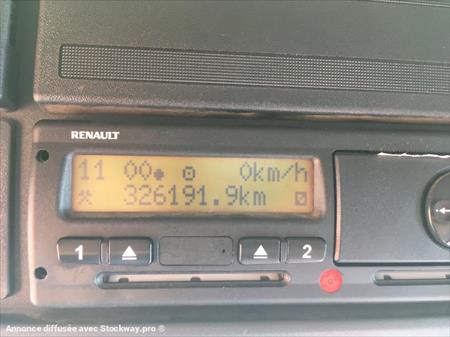 RENAULT
11 00 0km/h
326191.9km
1 2
Annonce diffusée avec Stockway.pro ®